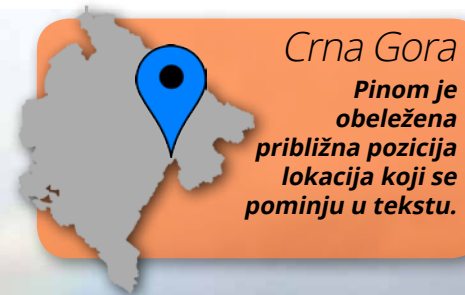 Crna Gora
Pinom je
obeležena
približna pozicija
lokacija koji se
pominju u tekstu.